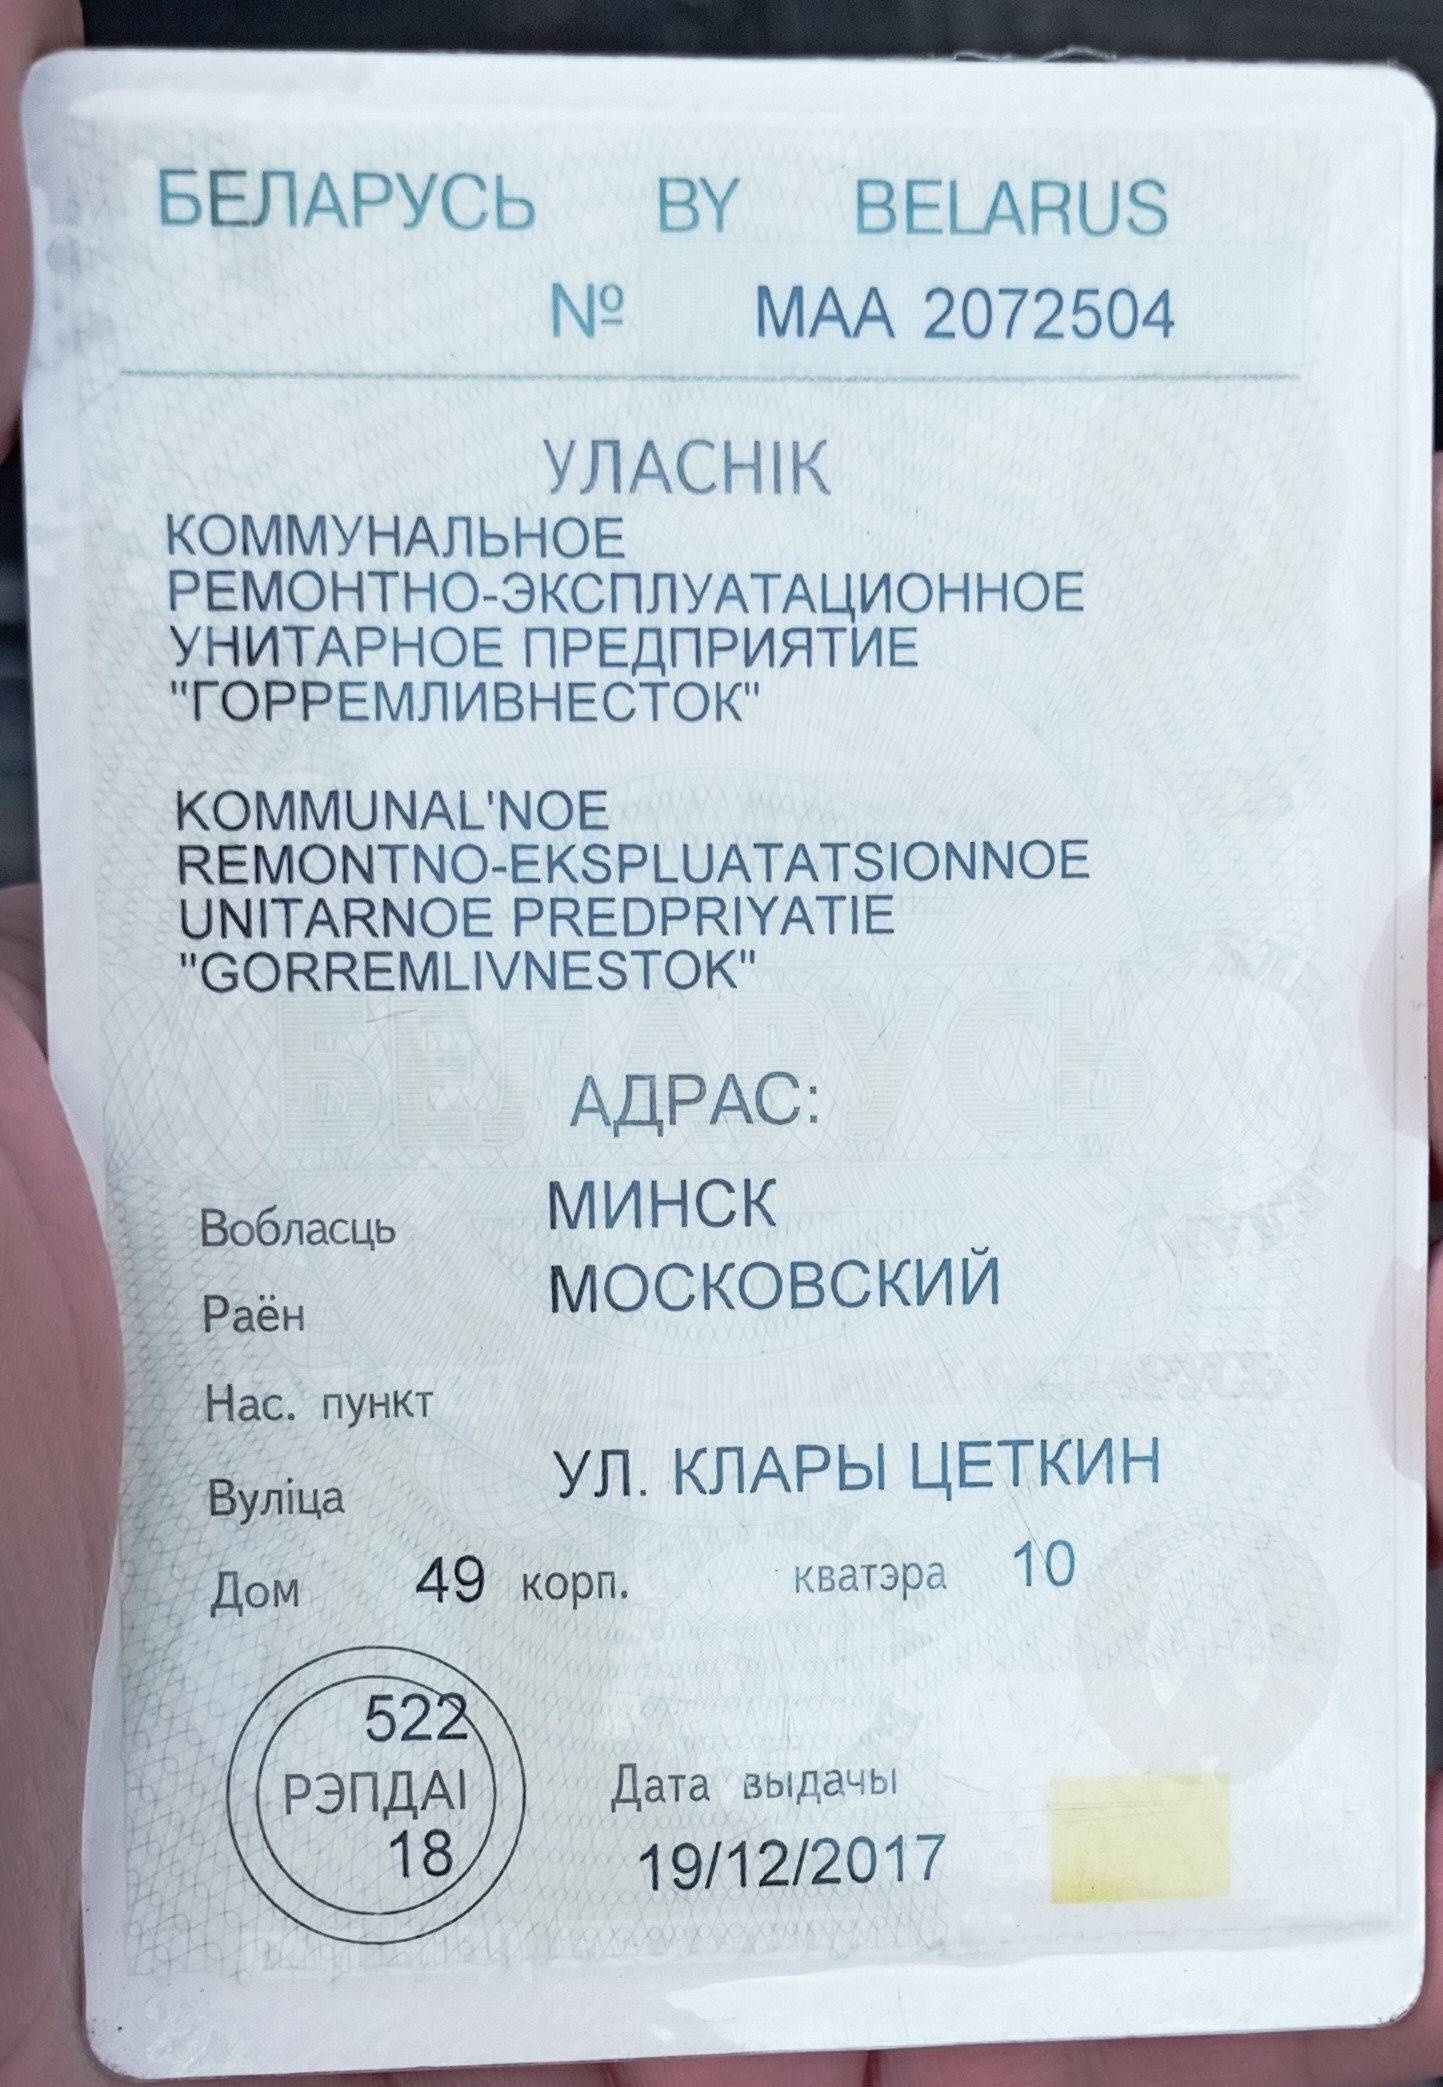 БЕЛАРУСЬ BY BELARUS
№ МАА 2072504
УЛАСНІК
КОММУНАЛЬНОЕ
РЕМОНТНО-ЭКСПЛУАТАЦИОННОЕ
УНИТАРНОЕ ПРЕДПРИЯТИЕ
"ГОРРЕМЛИВНЕСТОК"
KOMMUNAL'NOE
REMONTNO-EKSPLUATATSIONNOE
UNITARNOE PREDPRIYATIE
"GORREMLIVNESTOK"
БЕЛАРУСЬ
АДРАС:
Вобласць МИНСК
Раён МОСКОВСКИЙ
Нас. пункт
Вуліца УЛ. КЛАРЫ ЦЕТКИН
Дом 49 корп. кватэра 10
522
РЭПДАІ
18
Дата выдачы
19/12/2017